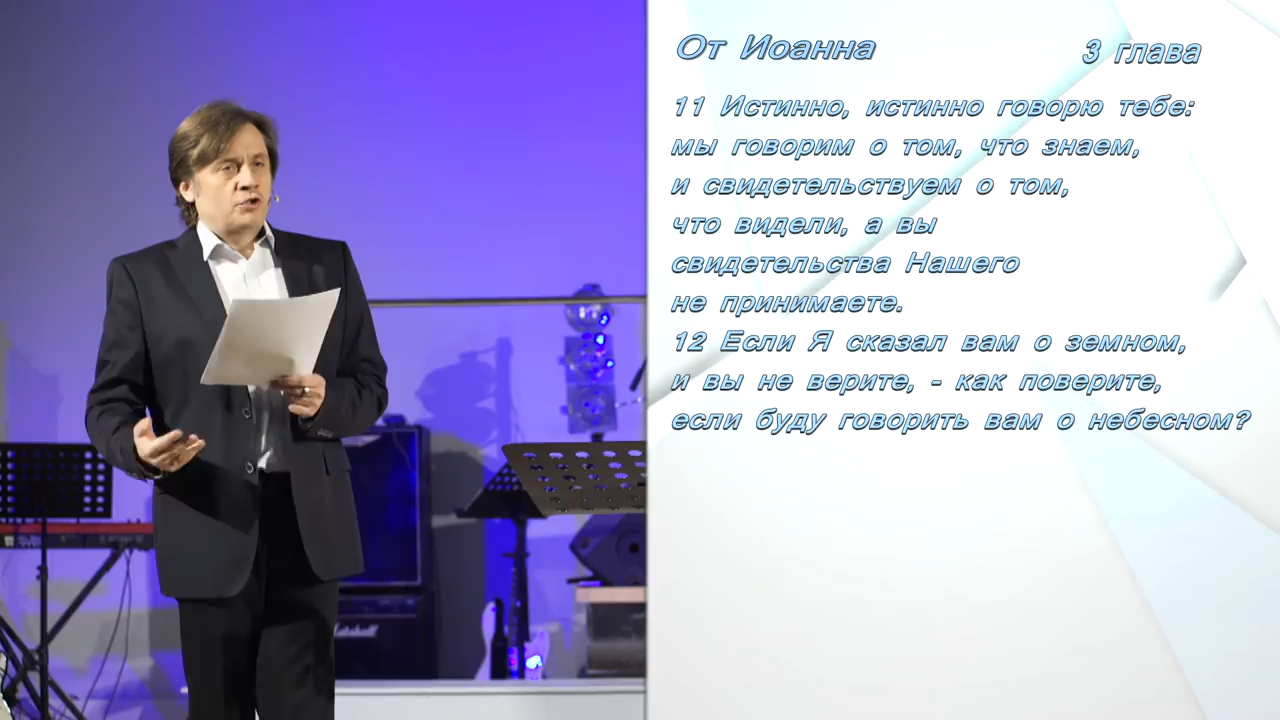 От Иоанна 3 глава
11 Истинно, истинно говорю тебе:
мы говорим о том, что знаем,
и свидетельствуем о том,
что видели, а вы
свидетельства Нашего
не принимаете.
12 Если Я сказал вам о земном,
и вы не верите, - как поверите,
если буду говорить вам о небесном?
Marshall